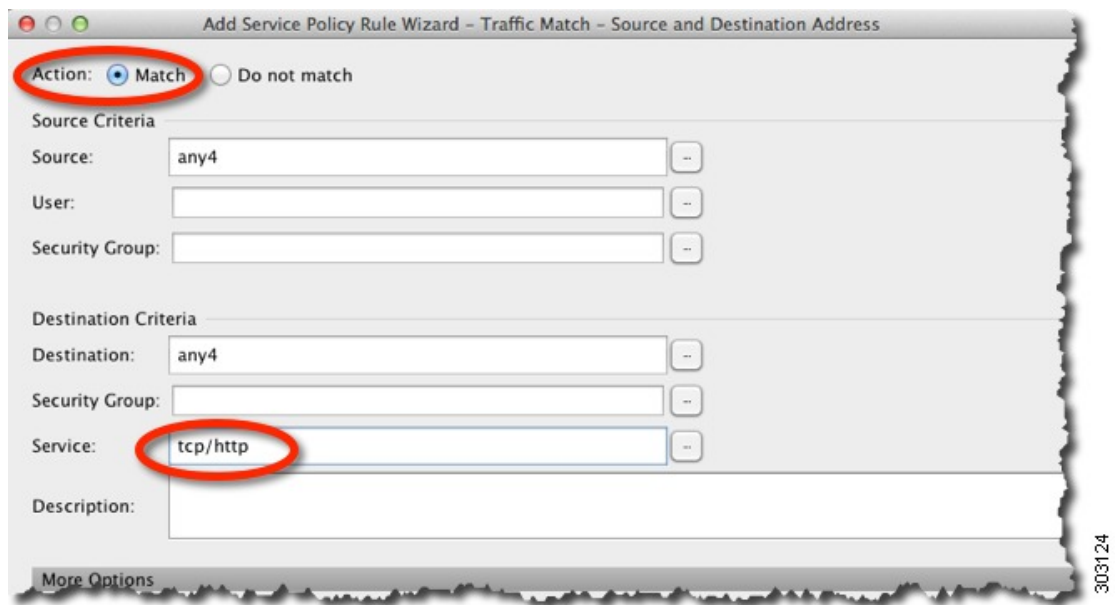 Add Service Policy Rule Wizard – Traffic Match – Source and Destination Address
Action: Match Do not match
Source Criteria
Source: any4 ...
User: ...
Security Group: ...
Destination Criteria
Destination: any4 ...
Security Group: ...
Service: tcp/http ...
Description:
More Options
303124